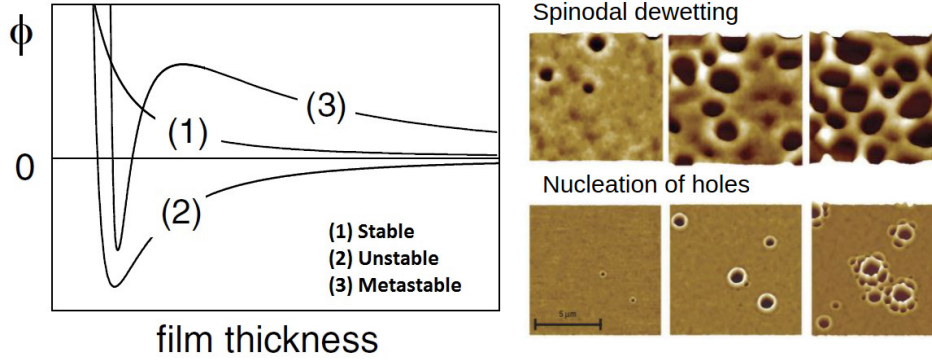 ϕ
0
(1)
(2)
(3)
(1) Stable
(2) Unstable
(3) Metastable
film thickness
Spinodal dewetting
Nucleation of holes
5 µm